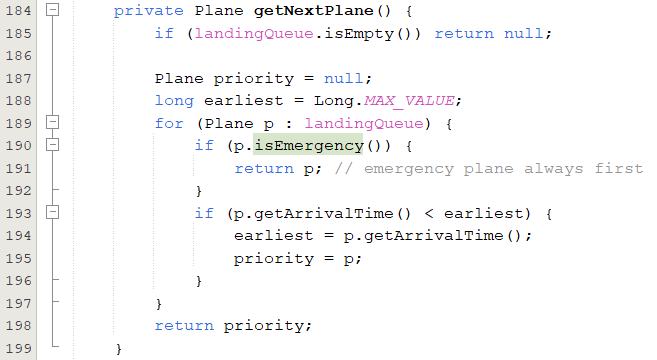 184 private Plane getNextPlane() {
185 if (landingQueue.isEmpty()) return null;
186
187 Plane priority = null;
188 long earliest = Long.MAX_VALUE;
189 for (Plane p : landingQueue) {
190 if (p.isEmergency()) {
191 return p; // emergency plane always first
192 }
193 if (p.getArrivalTime() < earliest) {
194 earliest = p.getArrivalTime();
195 priority = p;
196 }
197 }
198 return priority;
199 }